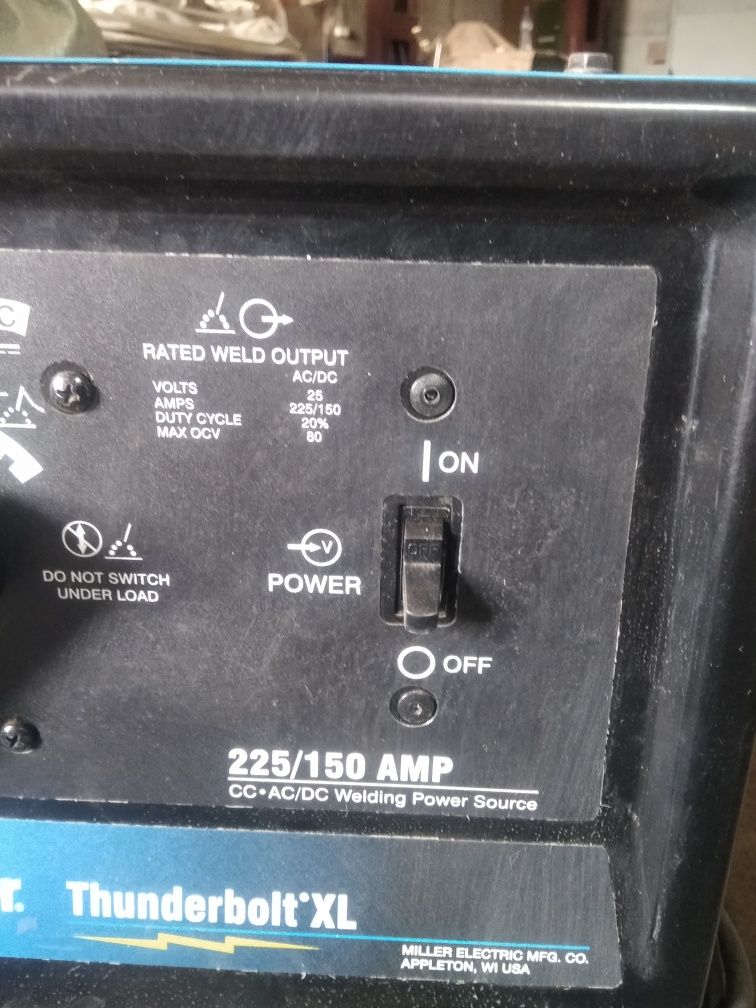 C
RATED WELD OUTPUT
AC/DC
VOLTS 25
AMPS 225/150
DUTY CYCLE 20%
MAX OCV 80
ON
OFF
V
POWER
DO NOT SWITCH
UNDER LOAD
OFF
225/150 AMP
CC•AC/DC Welding Power Source
r. Thunderbolt® XL
MILLER ELECTRIC MFG. CO.
APPLETON, WI USA